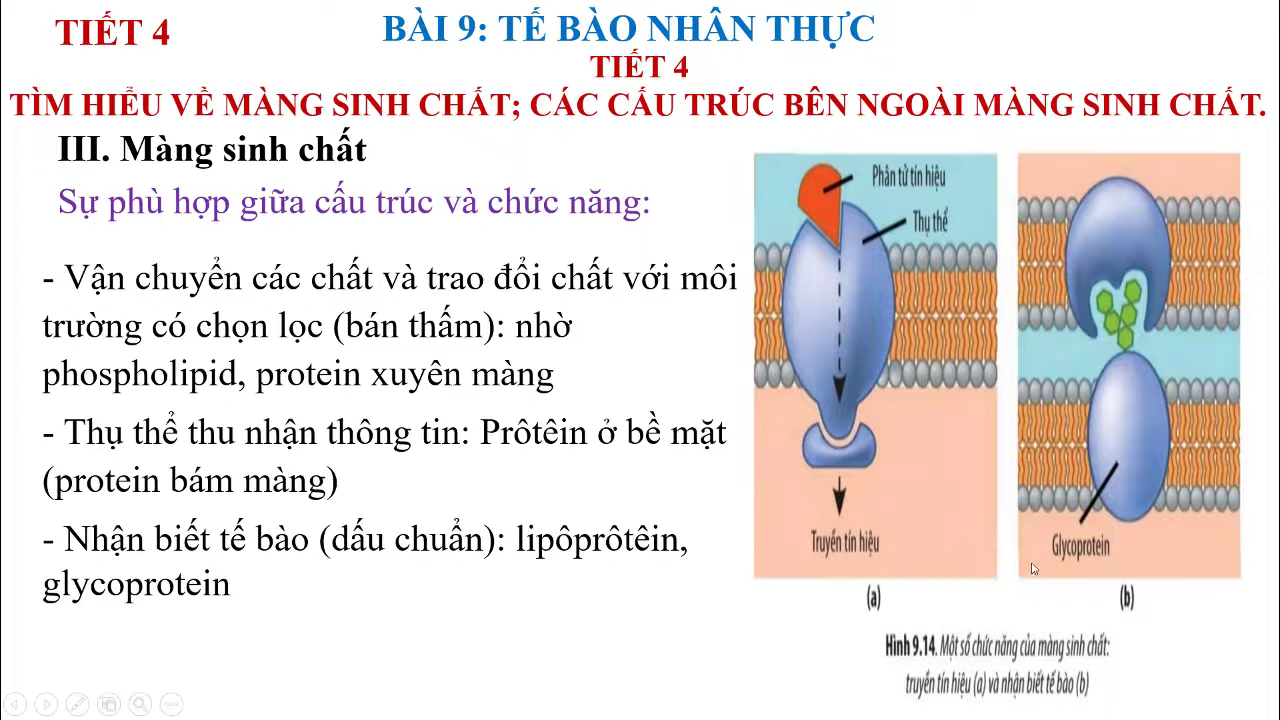 TIẾT 4
BÀI 9: TẾ BÀO NHÂN THỰC
TIẾT 4
TÌM HIỂU VỀ MÀNG SINH CHẤT; CÁC CẤU TRÚC BÊN NGOÀI MÀNG SINH CHẤT.
III. Màng sinh chất
Sự phù hợp giữa cấu trúc và chức năng:
- Vận chuyển các chất và trao đổi chất với môi
trường có chọn lọc (bán thấm): nhờ
phospholipid, protein xuyên màng
- Thụ thể thu nhận thông tin: Prôtêin ở bề mặt
(protein bám màng)
- Nhận biết tế bào (dấu chuẩn): lipôprôtêin,
glycoprotein
Phân tử tín hiệu
Thụ thể
Truyền tín hiệu
(a)
Glycoprotein
(b)
Hình 9.14. Một số chức năng của màng sinh chất:
truyền tín hiệu (a) và nhận biết tế bào (b)